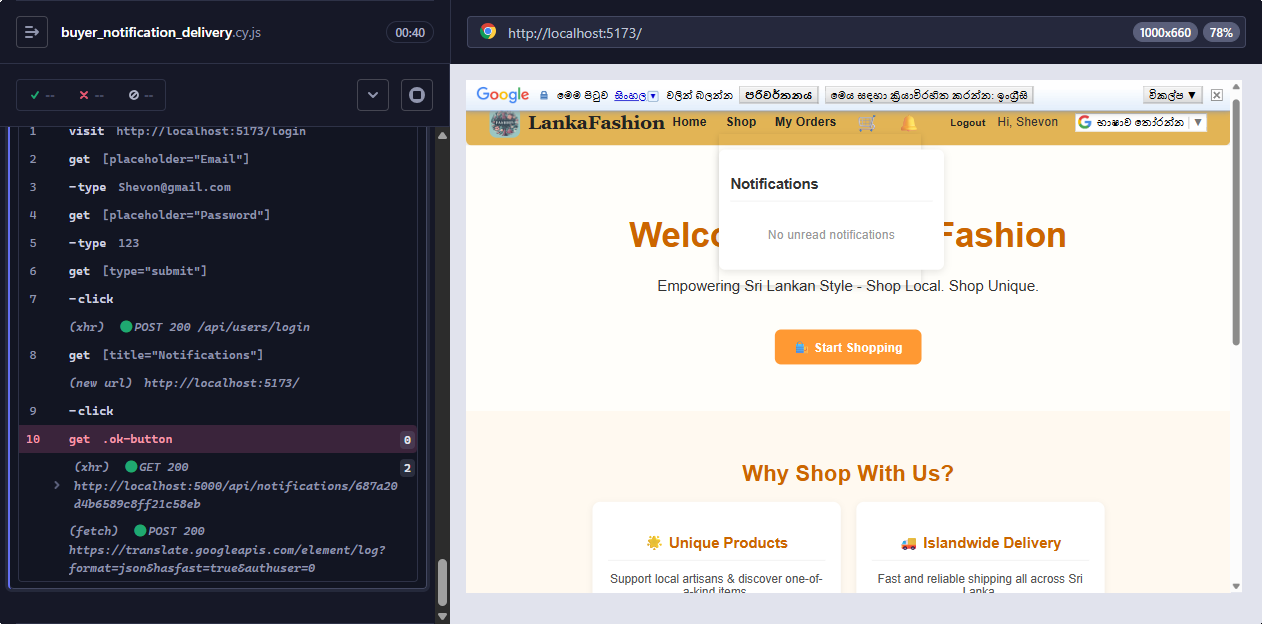 buyer_notification_delivery.cy.js
00:40
--
--
--
1 visit http://localhost:5173/login
2 get [placeholder="Email"]
3 -type Shevon@gmail.com
4 get [placeholder="Password"]
5 -type 123
6 get [type="submit"]
7 -click
(xhr) POST 200 /api/users/login
8 get [title="Notifications"]
(new url) http://localhost:5173/
9 -click
10 get .ok-button 0
(xhr) GET 200 2
http://localhost:5000/api/notifications/687a20
d4b6589c8ff21c58eb
(fetch) POST 200
https://translate.googleapis.com/element/log?
format=json&hasfast=true&authuser=0
http://localhost:5173/ 1000x660 78%
Google මෙම පිටුව සිංහල වලින් බලන්න පරිවර්තනය මෙය සඳහා ක්‍රියාවිරහිත කරන්න: ඉංග්‍රීසි විකල්ප ▼
LankaFashion Home Shop My Orders Logout Hi, Shevon G භාෂාව තෝරන්න ▼
Notifications
No unread notifications
Welco Fashion
Empowering Sri Lankan Style - Shop Local. Shop Unique.
Start Shopping
Why Shop With Us?
Unique Products
Support local artisans & discover one-of-
a-kind items
Islandwide Delivery
Fast and reliable shipping all across Sri
Lanka